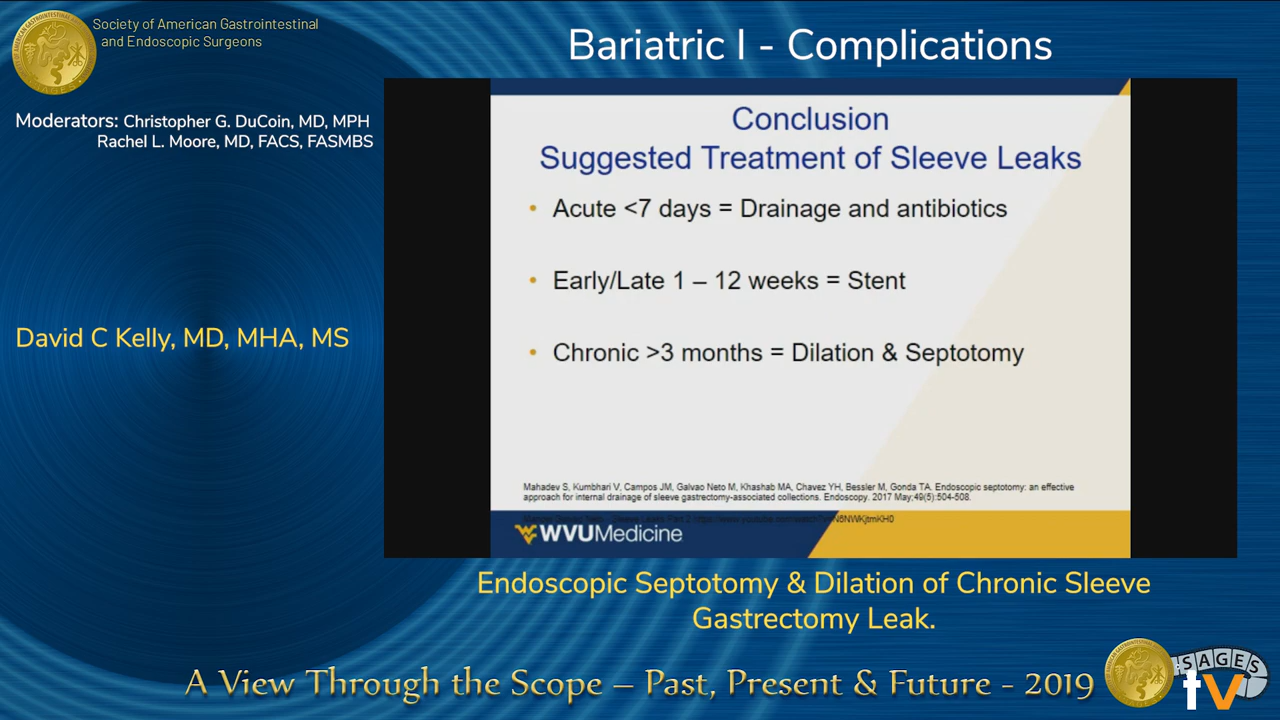 Society of American Gastrointestinal
and Endoscopic Surgeons
Bariatric I - Complications
Moderators: Christopher G. DuCoin, MD, MPH
Rachel L. Moore, MD, FACS, FASMBS
David C Kelly, MD, MHA, MS
Conclusion
Suggested Treatment of Sleeve Leaks
• Acute <7 days = Drainage and antibiotics
• Early/Late 1 – 12 weeks = Stent
• Chronic >3 months = Dilation & Septotomy
Mahadev S, Kumbhari V, Campos JM, Galvao Neto M, Khashab MA, Chavez YH, Bessler M, Gonda TA. Endoscopic septotomy: an effective
approach for internal drainage of sleeve gastrectomy-associated collections. Endoscopy. 2017 May;49(5):504-508.
WVUMedicine
Endoscopic Septotomy & Dilation of Chronic Sleeve
Gastrectomy Leak.
A View Through the Scope – Past, Present & Future - 2019
SAGES
tv